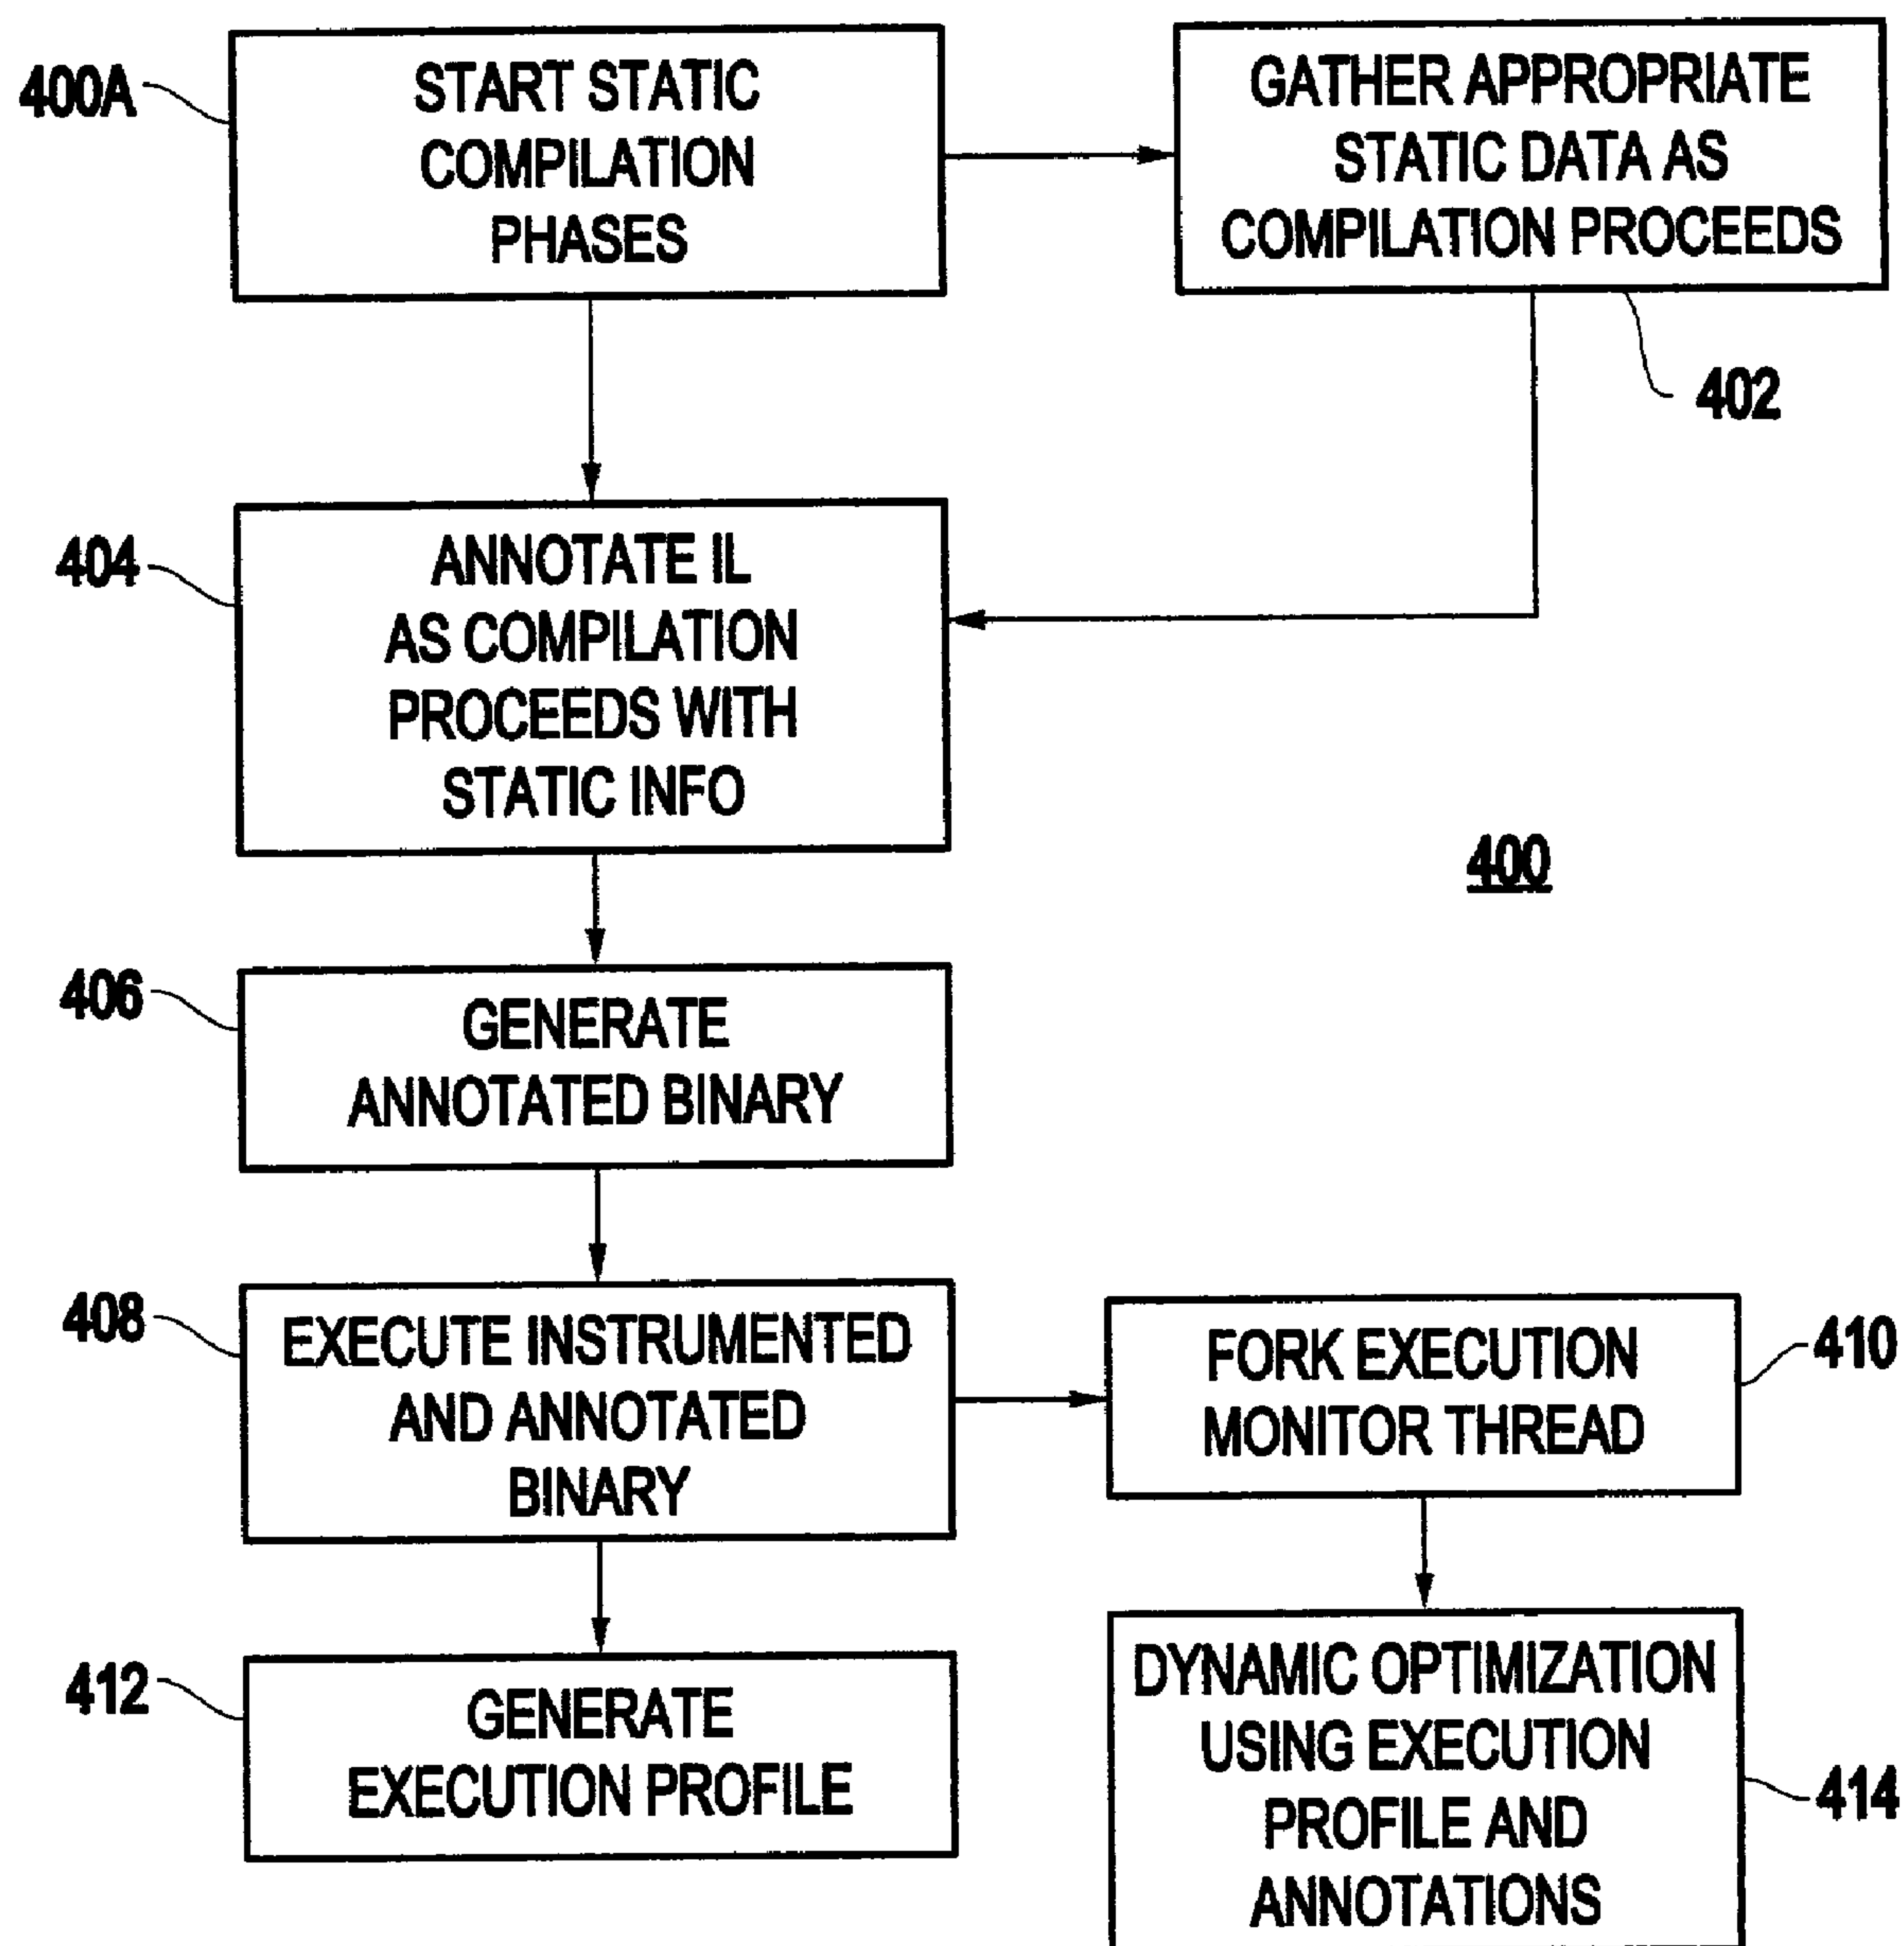 400A
START STATIC
COMPILATION
PHASES
GATHER APPROPRIATE
STATIC DATA AS
COMPILATION PROCEEDS
402
404
ANNOTATE IL
AS COMPILATION
PROCEEDS WITH
STATIC INFO
400
406
GENERATE
ANNOTATED BINARY
408
EXECUTE INSTRUMENTED
AND ANNOTATED
BINARY
FORK EXECUTION
MONITOR THREAD
410
412
GENERATE
EXECUTION PROFILE
DYNAMIC OPTIMIZATION
USING EXECUTION
PROFILE AND
ANNOTATIONS
414